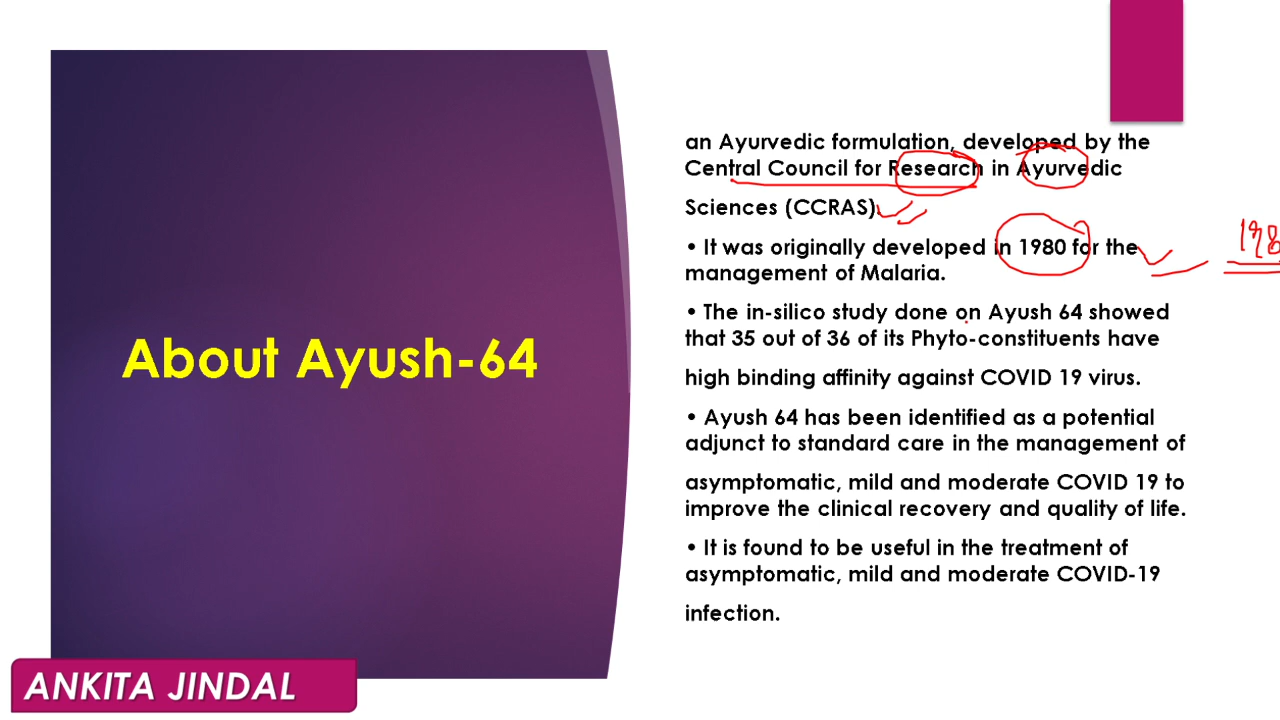 About Ayush-64
an Ayurvedic formulation, developed by the
Central Council for Research in Ayurvedic
Sciences (CCRAS).
• It was originally developed in 1980 for the
management of Malaria.
• The in-silico study done on Ayush 64 showed
that 35 out of 36 of its Phyto-constituents have
high binding affinity against COVID 19 virus.
• Ayush 64 has been identified as a potential
adjunct to standard care in the management of
asymptomatic, mild and moderate COVID 19 to
improve the clinical recovery and quality of life.
• It is found to be useful in the treatment of
asymptomatic, mild and moderate COVID-19
infection.
198
ANKITA JINDAL